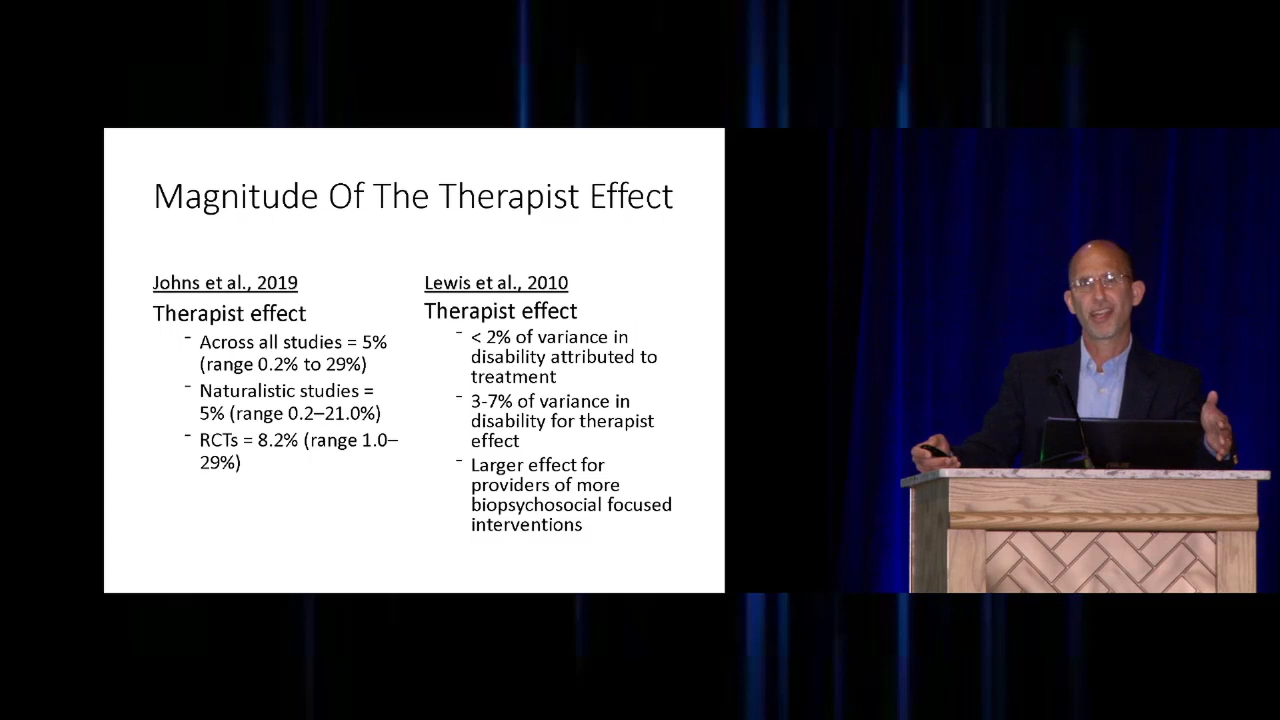 Magnitude Of The Therapist Effect
Johns et al., 2019
Therapist effect
- Across all studies = 5%
(range 0.2% to 29%)
- Naturalistic studies =
5% (range 0.2–21.0%)
- RCTs = 8.2% (range 1.0–
29%)
Lewis et al., 2010
Therapist effect
- < 2% of variance in
disability attributed to
treatment
- 3-7% of variance in
disability for therapist
effect
- Larger effect for
providers of more
biopsychosocial focused
interventions